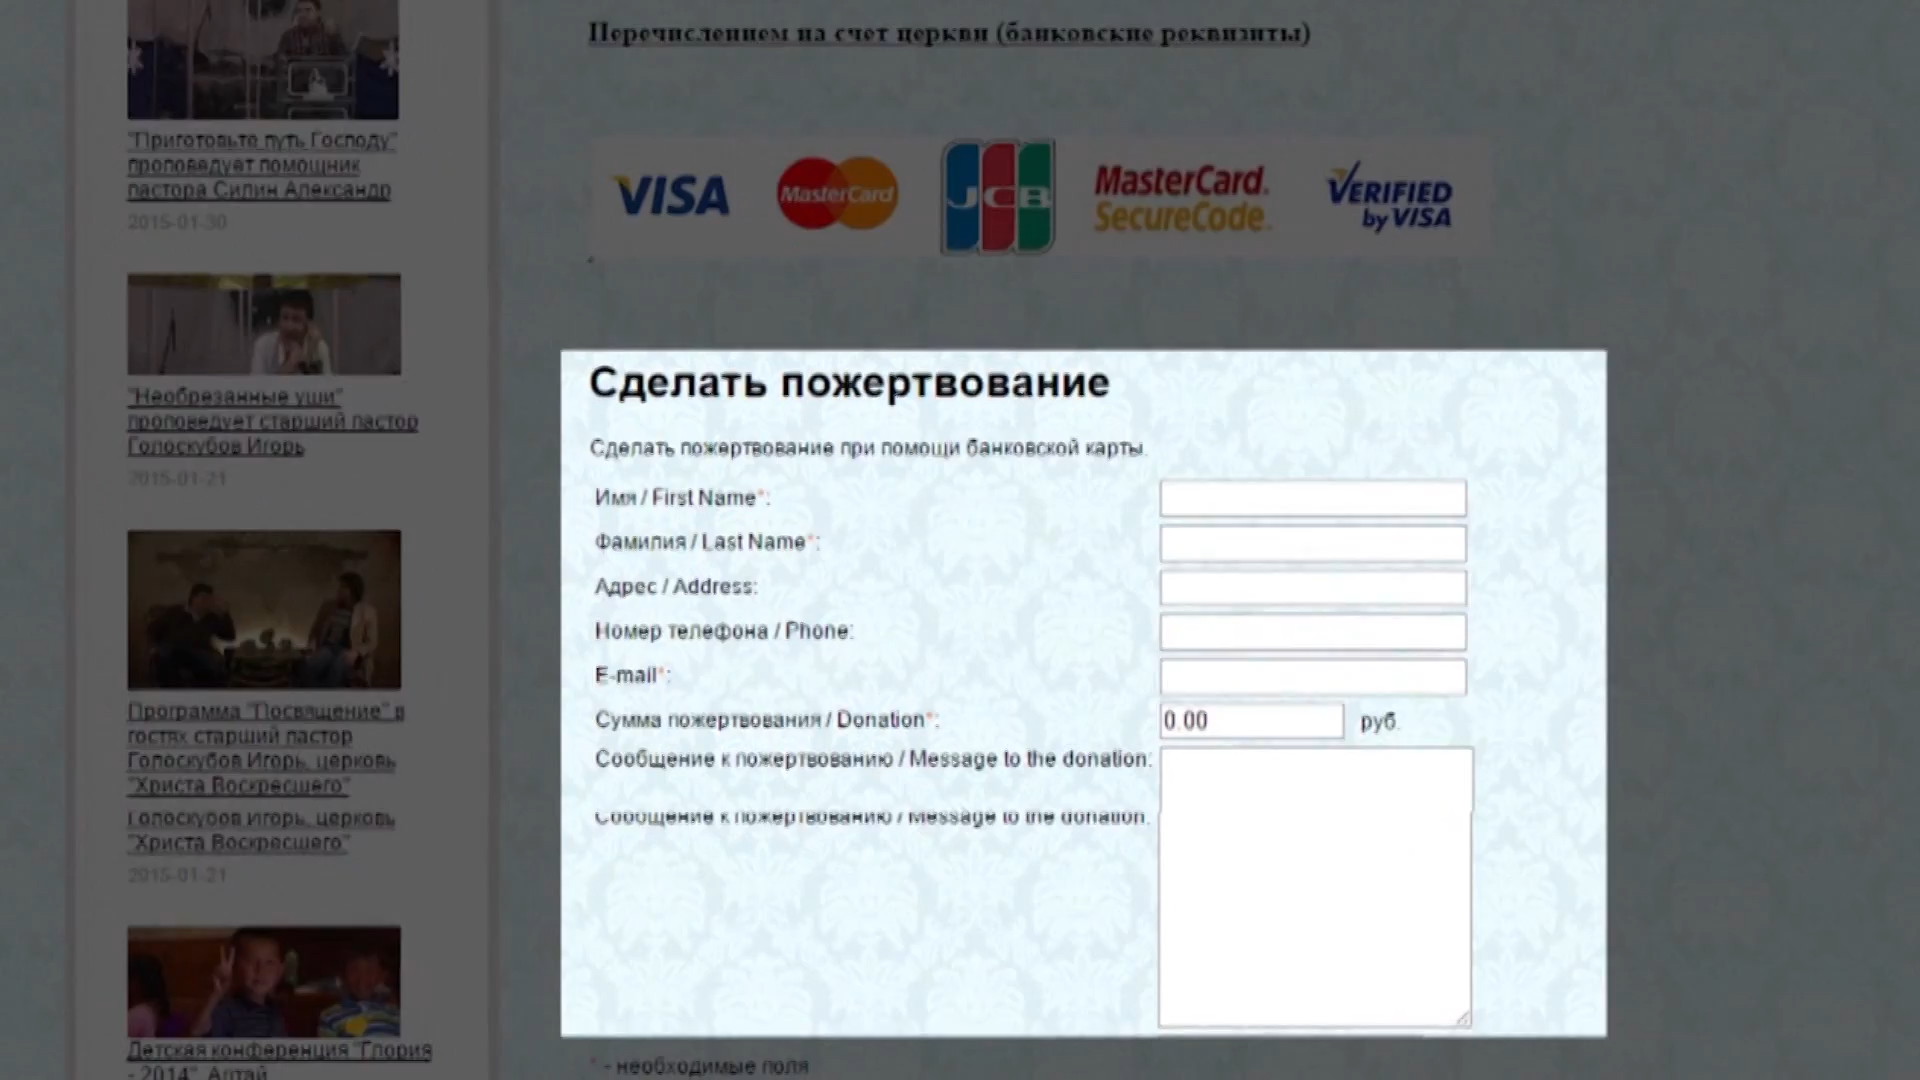 "Приготовьте путь Господу"
проповедует помощник
пастора Силин Александр
2015-01-30
"Необрезанные уши"
проповедует старший пастор
Голоскубов Игорь
2015-01-21
Программа "Посвящение" в
гостях старший пастор
Голоскубов Игорь, церковь
"Христа Воскресшего"
Голоскубов Игорь, церковь
"Христа Воскресшего"
2015-01-21
Детская конференция "Глория
- 2014". Алтай
Перечислением на счет церкви (банковские реквизиты)
VISA MasterCard JCB MasterCard. SecureCode. VERIFIED by VISA
Сделать пожертвование
Сделать пожертвование при помощи банковской карты.
Имя / First Name*:
Фамилия / Last Name*:
Адрес / Address:
Номер телефона / Phone:
E-mail*:
Сумма пожертвования / Donation*: 0.00 руб.
Сообщение к пожертвованию / Message to the donation:
Сообщение к пожертвованию / Message to the donation:
* - необходимые поля